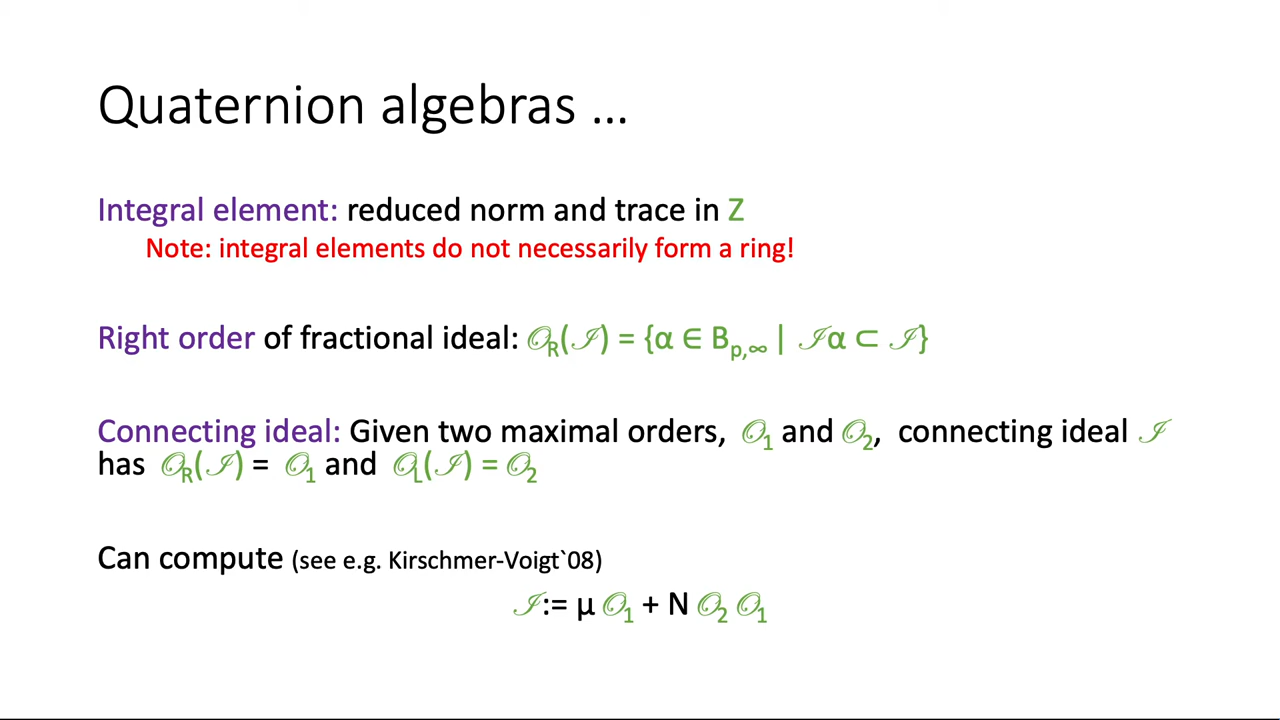 Quaternion algebras …
Integral element: reduced norm and trace in Z
Note: integral elements do not necessarily form a ring!
Right order of fractional ideal: 𝒪R(ℐ) = {α ∈ Bp,∞ | ℐα ⊂ ℐ}
Connecting ideal: Given two maximal orders, 𝒪1 and 𝒪2, connecting ideal ℐ
has 𝒪R(ℐ) = 𝒪1 and 𝒪L(ℐ) = 𝒪2
Can compute (see e.g. Kirschmer-Voigt`08)
ℐ:= μ 𝒪1 + N 𝒪2 𝒪1